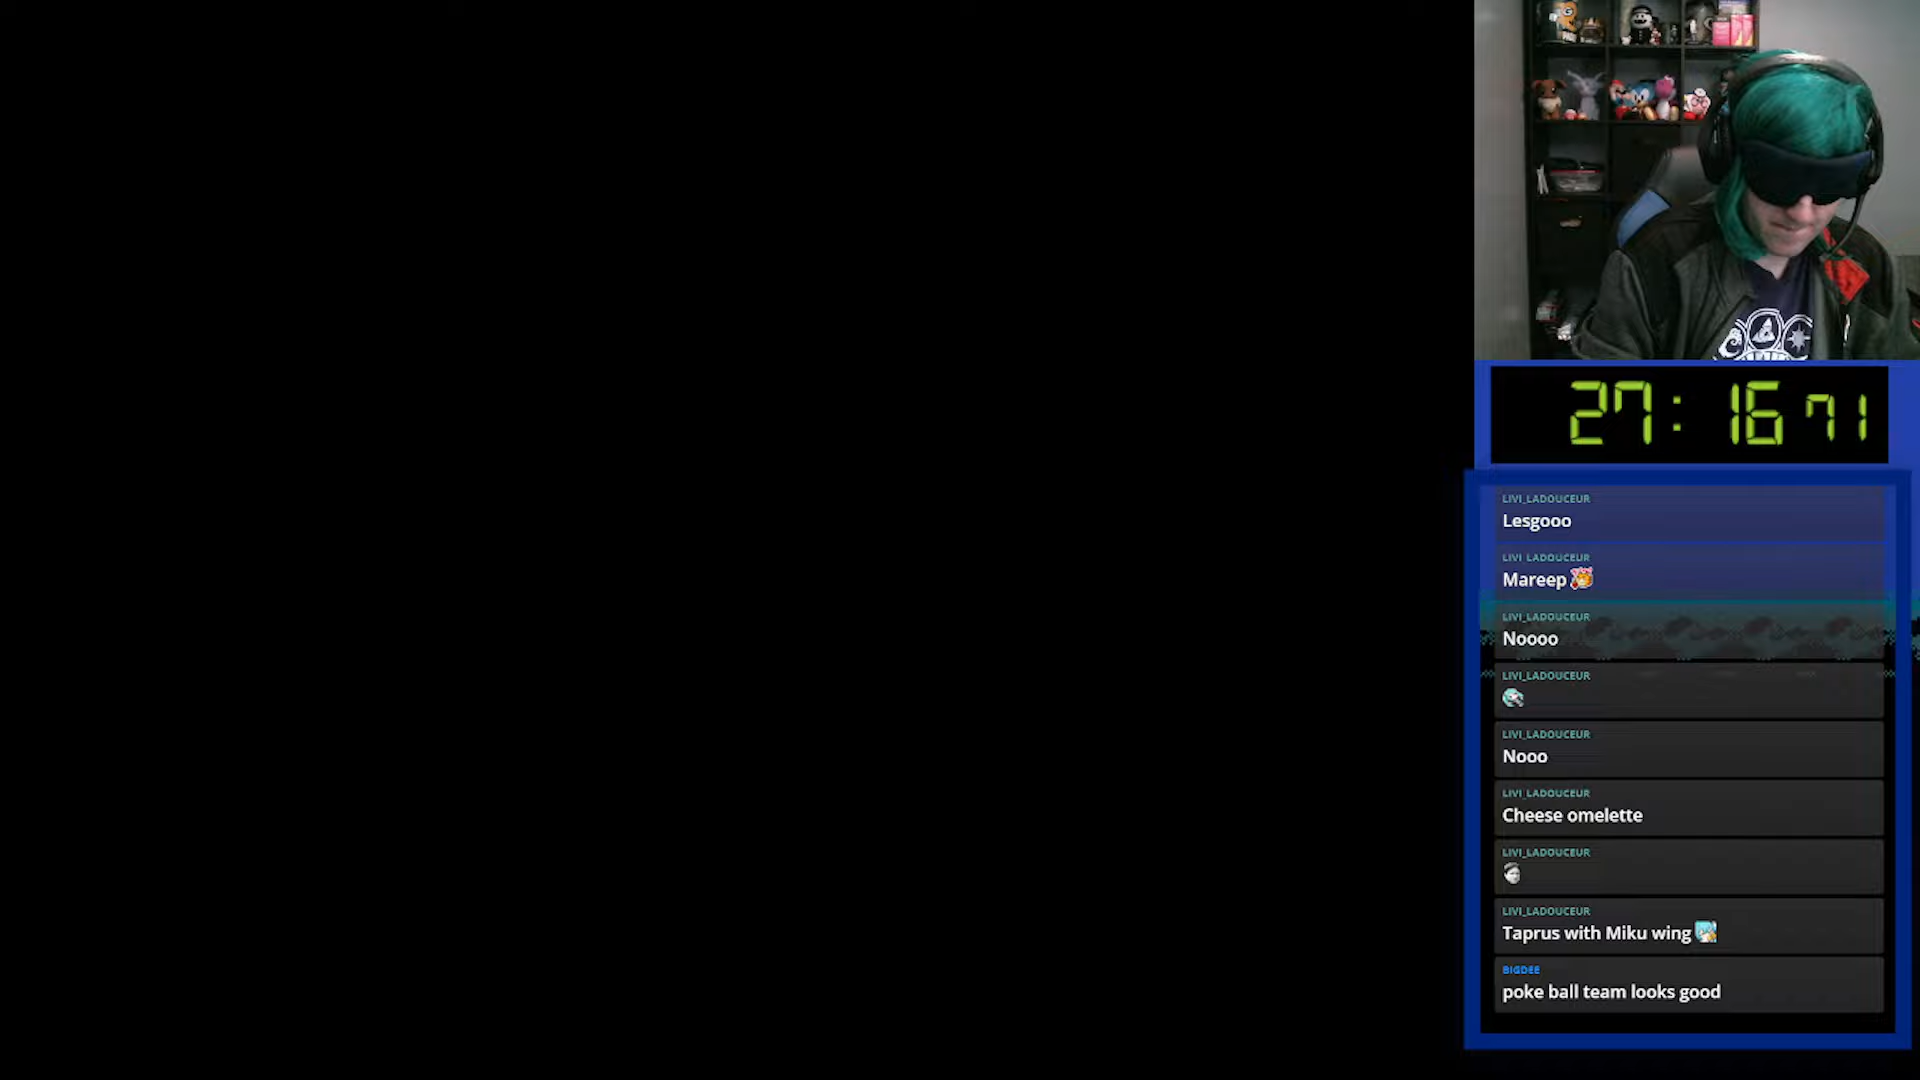 27:16 71
LIVI_LADOUCEUR
Lesgooo
LIVI_LADOUCEUR
Mareep
LIVI_LADOUCEUR
Noooo
LIVI_LADOUCEUR
LIVI_LADOUCEUR
Nooo
LIVI_LADOUCEUR
Cheese omelette
LIVI_LADOUCEUR
LIVI_LADOUCEUR
Taprus with Miku wing
BIGDEE
poke ball team looks good